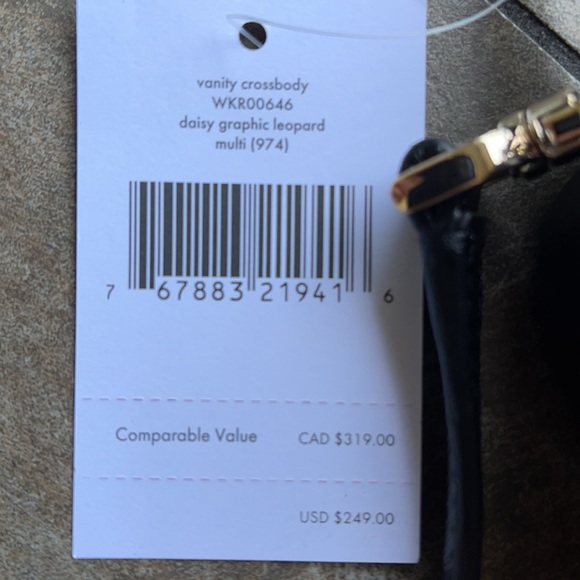 vanity crossbody
WKR00646
daisy graphic leopard
multi (974)
7 67883 21941 6
Comparable Value CAD $319.00
USD $249.00